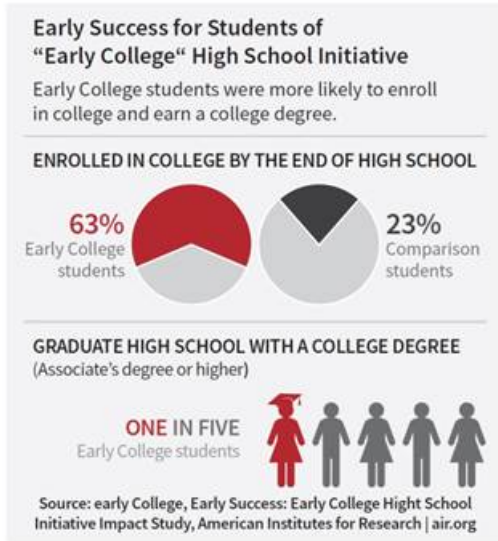 Early Success for Students of
“Early College“ High School Initiative
Early College students were more likely to enroll
in college and earn a college degree.
ENROLLED IN COLLEGE BY THE END OF HIGH SCHOOL
63%
Early College
students
23%
Comparison
students
GRADUATE HIGH SCHOOL WITH A COLLEGE DEGREE
(Associate's degree or higher)
ONE IN FIVE
Early College students
Source: early College, Early Success: Early College Hight School
Initiative Impact Study, American Institutes for Research | air.org